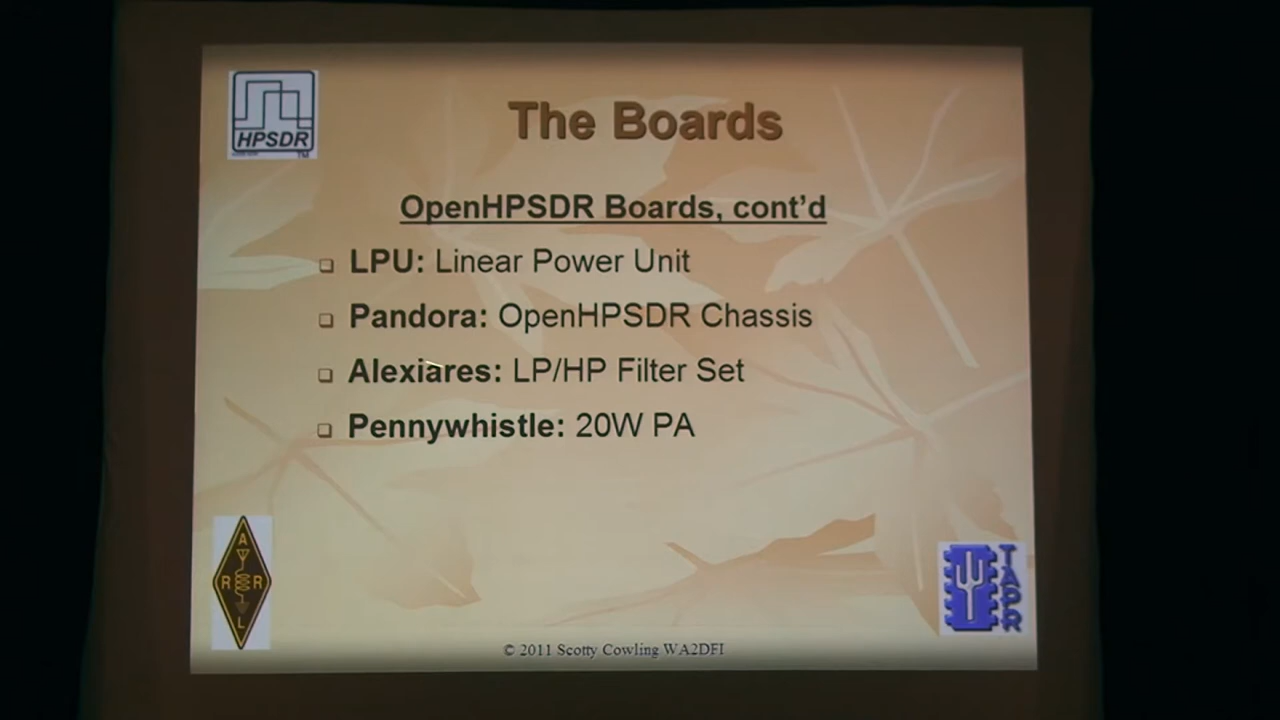 HPSDR
TM
The Boards
OpenHPSDR Boards, cont'd
❏ LPU: Linear Power Unit
❏ Pandora: OpenHPSDR Chassis
❏ Alexiares: LP/HP Filter Set
❏ Pennywhistle: 20W PA
A
R R
L
TAPR
© 2011 Scotty Cowling WA2DFI